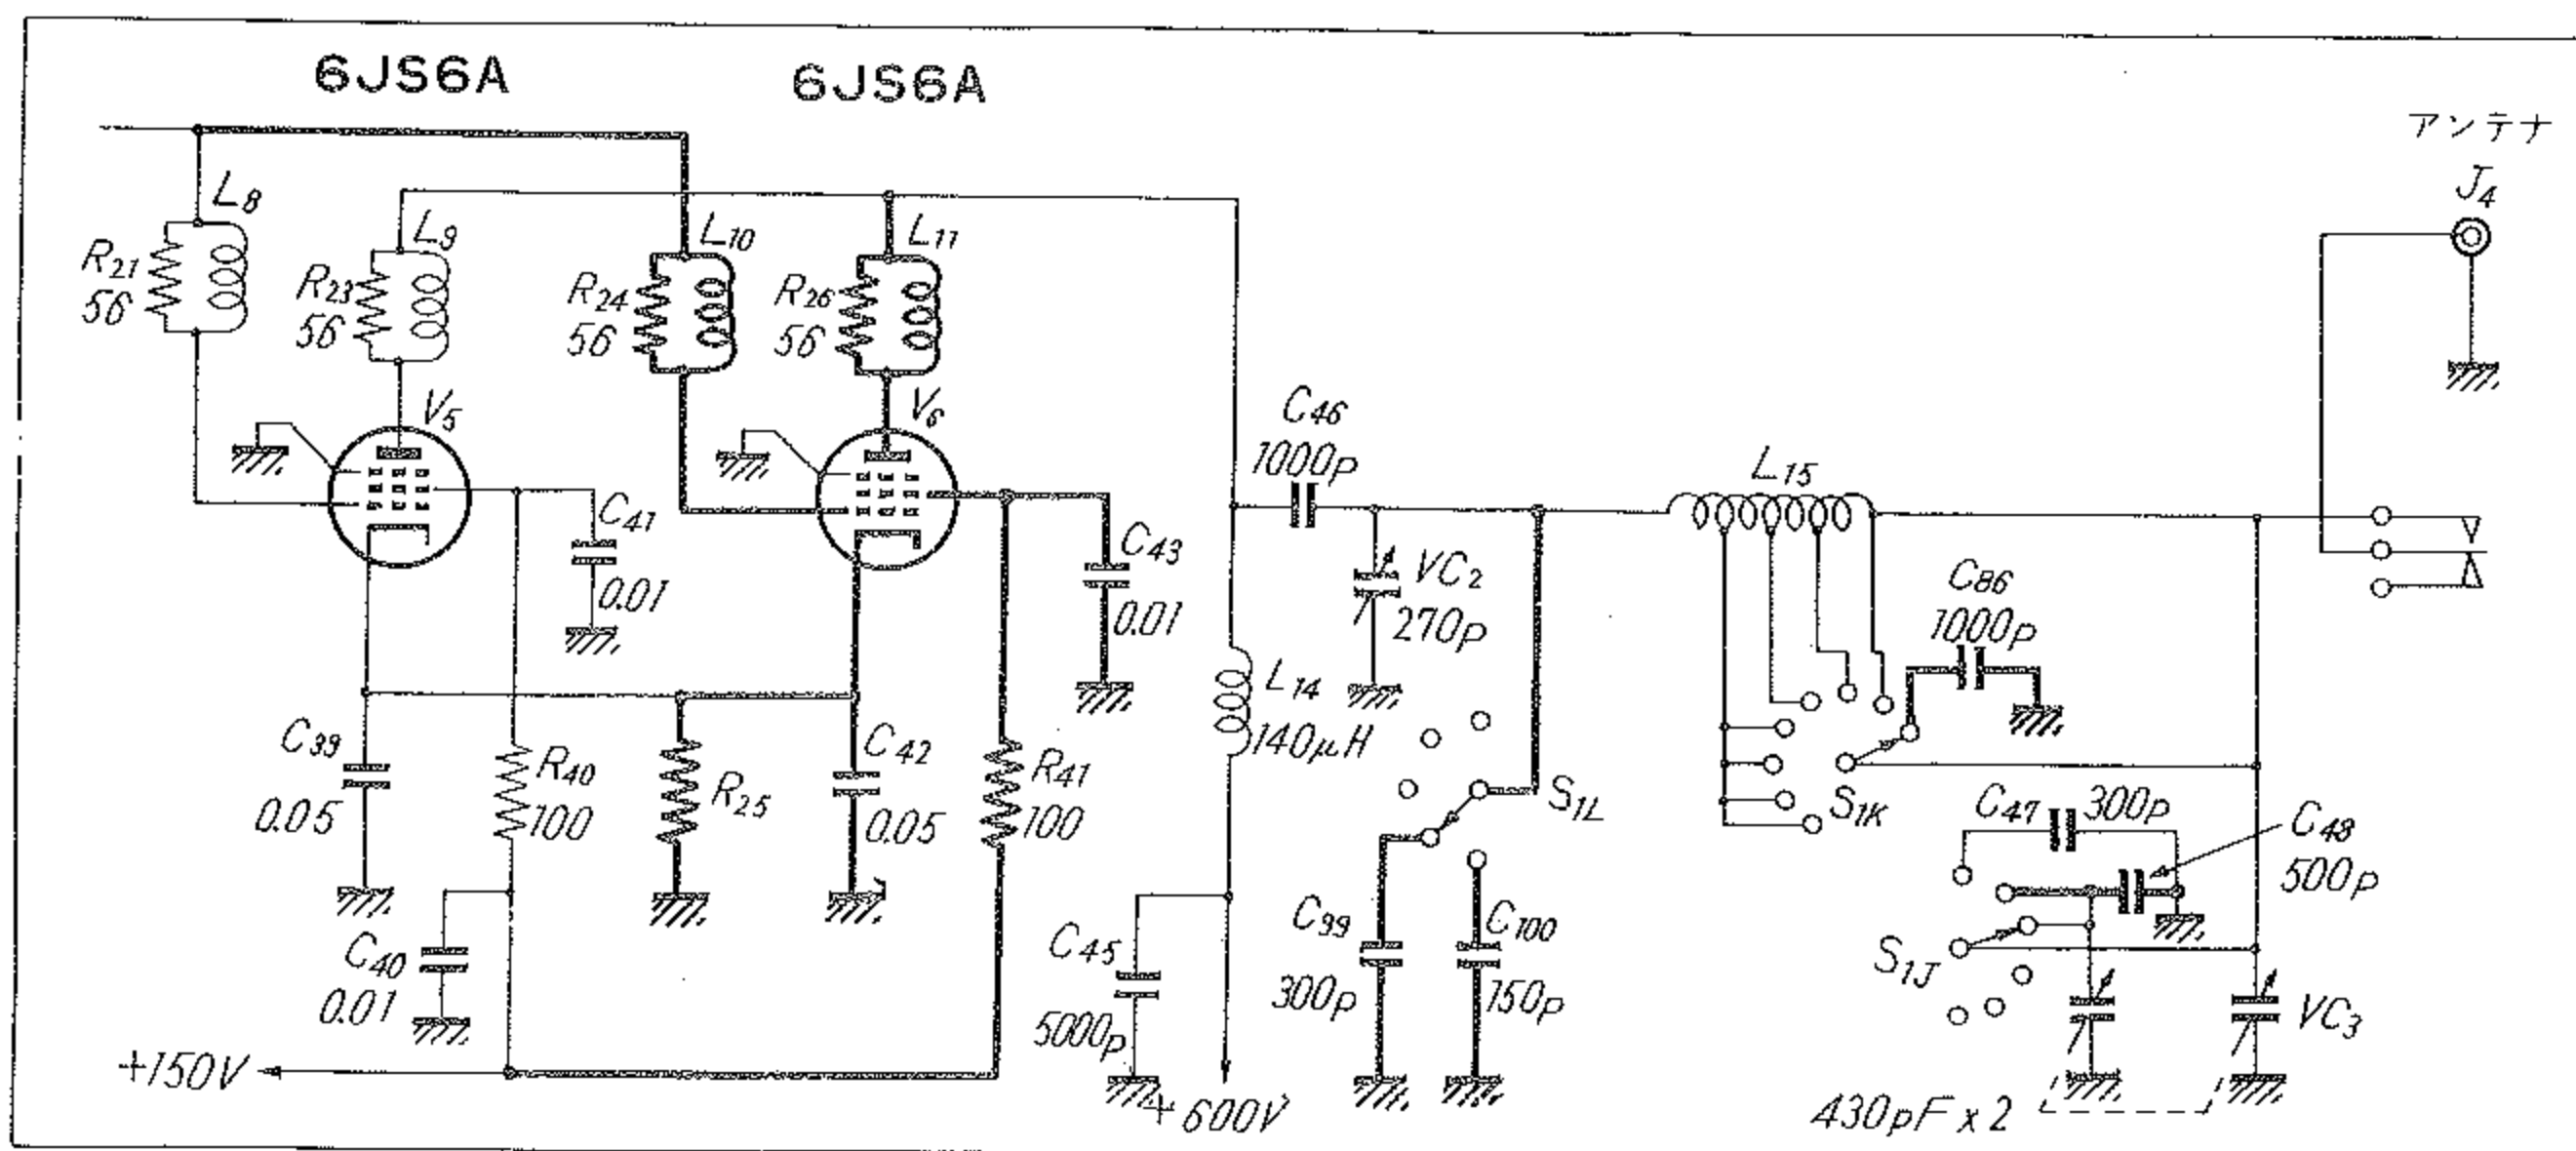 6JS6A
6JS6A
アンテナ
J4
L8
R21
56
L9
R23
56
L10
R24
56
L11
R26
56
V5
V6
C41
0.01
C43
0.01
C46
1000p
VC2
270p
L15
C86
1000p
L14
140μH
C39
0.05
R40
100
R25
C42
0.05
R41
100
S1L
S1K
C47
300p
C48
500p
C40
0.01
C45
5000p
C99
300p
C100
150p
S1J
VC3
+150V
+600V
430pF x 2